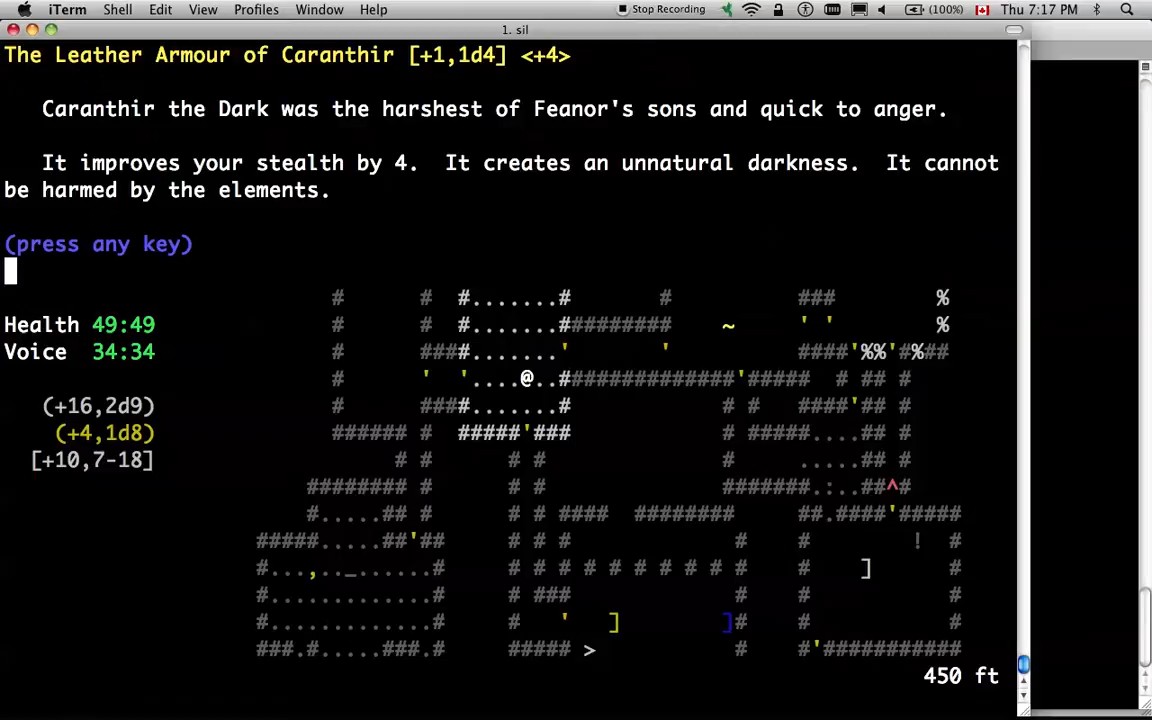 iTerm Shell Edit View Profiles Window Help Stop Recording (100%) Thu 7:17 PM
1. sil
The Leather Armour of Caranthir [+1,1d4] <+4>
Caranthir the Dark was the harshest of Feanor's sons and quick to anger.
It improves your stealth by 4. It creates an unnatural darkness. It cannot
be harmed by the elements.
(press any key)
# # #.......# # ### %
Health 49:49 # # #.......######## ~ ' ' %
Voice 34:34 ####.......' ' ####'%%'#%##
# ' '....@..#############'##### # ## #
(+16,2d9) # ####.......# # # ####'## #
(+4,1d8) ###### # #####'### # #####....## #
[+10,7-18] # # # # # .....## #
######## # # # #######.:..##^#
#.....## # # # #### ######## ##.####'#####
#####.....##'## # # # # # ! #
#...,.._......# # # # # # # # # # # ] #
#.............# # ### # # #
#.............# # ' ] ]# # #
###.#.....###.# ##### > # #'###########
450 ft